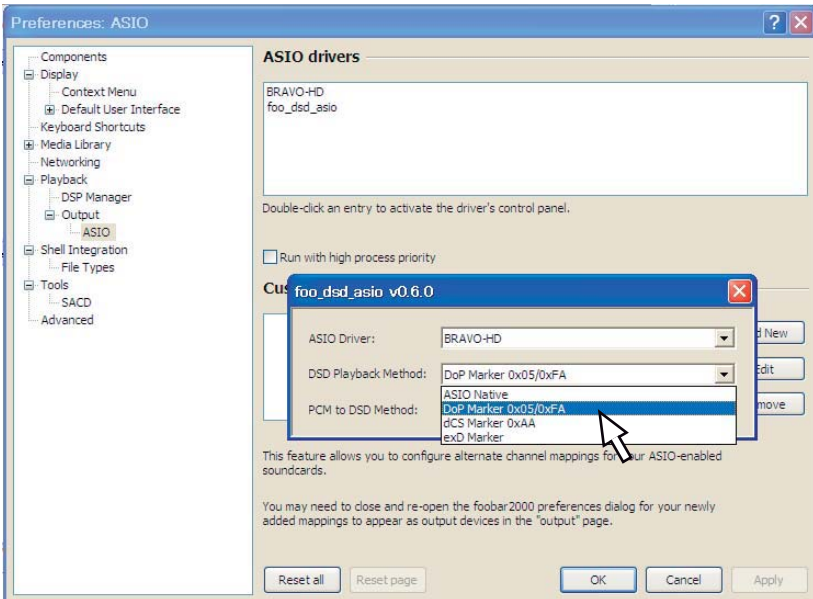 Preferences: ASIO
Components
Display
Context Menu
Default User Interface
Keyboard Shortcuts
Media Library
Networking
Playback
DSP Manager
Output
ASIO
Shell Integration
File Types
Tools
SACD
Advanced
ASIO drivers
BRAVO-HD
foo_dsd_asio
Double-click an entry to activate the driver's control panel.
Run with high process priority
foo_dsd_asio v0.6.0
ASIO Driver: BRAVO-HD
DSD Playback Method: DoP Marker 0x05/0xFA
PCM to DSD Method:
ASIO Native
DoP Marker 0x05/0xFA
dCS Marker 0xAA
exD Marker
New
Edit
This feature allows you to configure alternate channel mappings for your ASIO-enabled
soundcards.
You may need to close and re-open the foobar2000 preferences dialog for your newly
added mappings to appear as output devices in the "output" page.
Reset all
Reset page
OK
Cancel
Apply